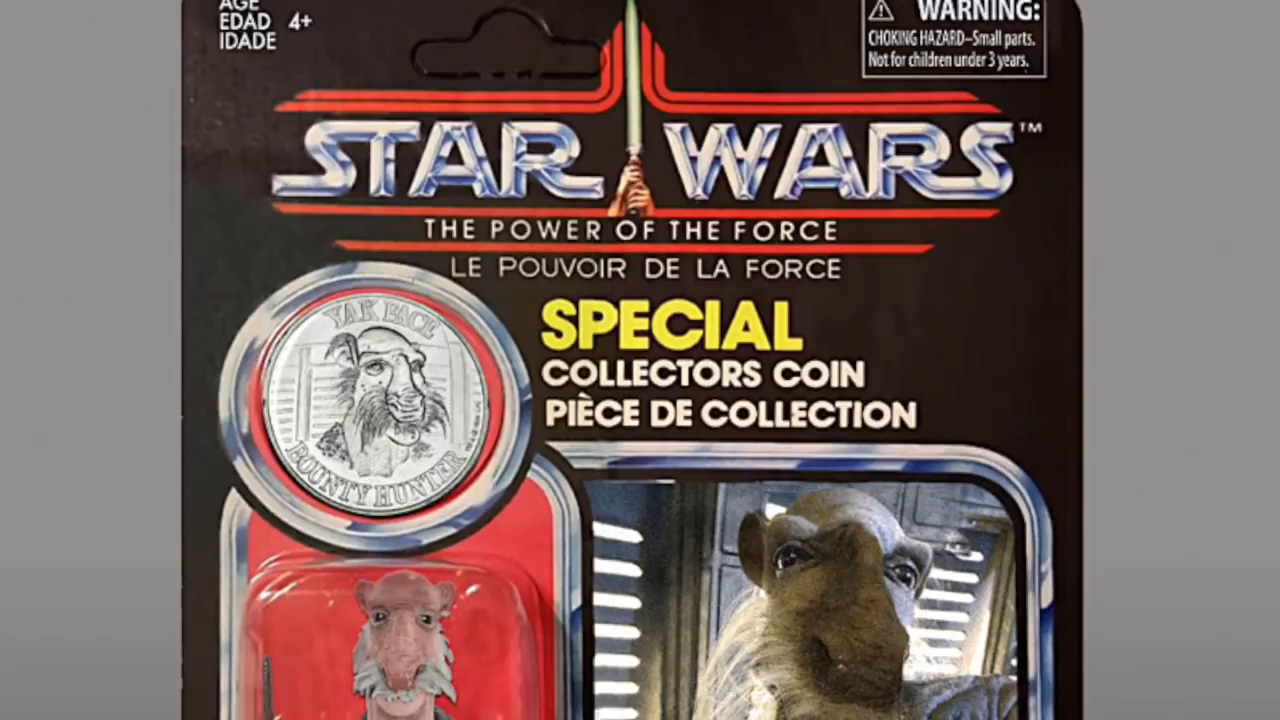 AGE
EDAD 4+
IDADE
WARNING:
CHOKING HAZARD–Small parts.
Not for children under 3 years.
STAR WARS™
THE POWER OF THE FORCE
LE POUVOIR DE LA FORCE
YAK FACE
BOUNTY HUNTER
SPECIAL
COLLECTORS COIN
PIÈCE DE COLLECTION